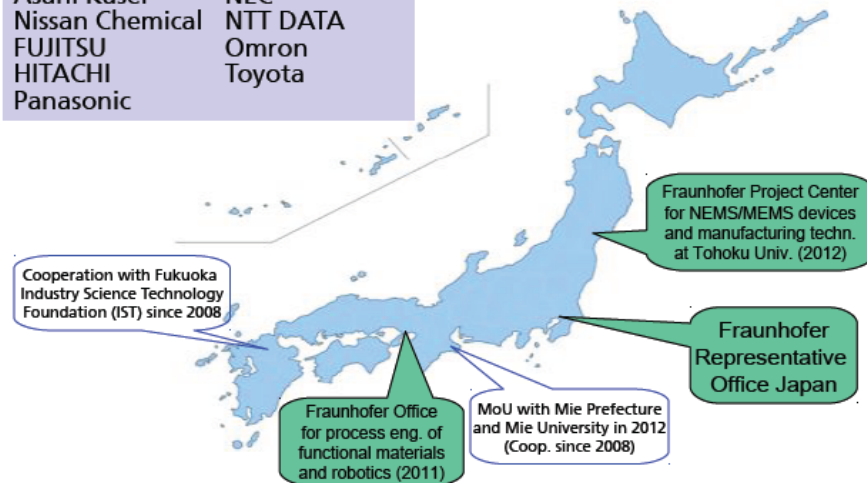 Asahi Kasei NEC
Nissan Chemical NTT DATA
FUJITSU Omron
HITACHI Toyota
Panasonic
Fraunhofer Project Center
for NEMS/MEMS devices
and manufacturing techn.
at Tohoku Univ. (2012)
Cooperation with Fukuoka
Industry Science Technology
Foundation (IST) since 2008
Fraunhofer
Representative
Office Japan
Fraunhofer Office
for process eng. of
functional materials
and robotics (2011)
MoU with Mie Prefecture
and Mie University in 2012
(Coop. since 2008)